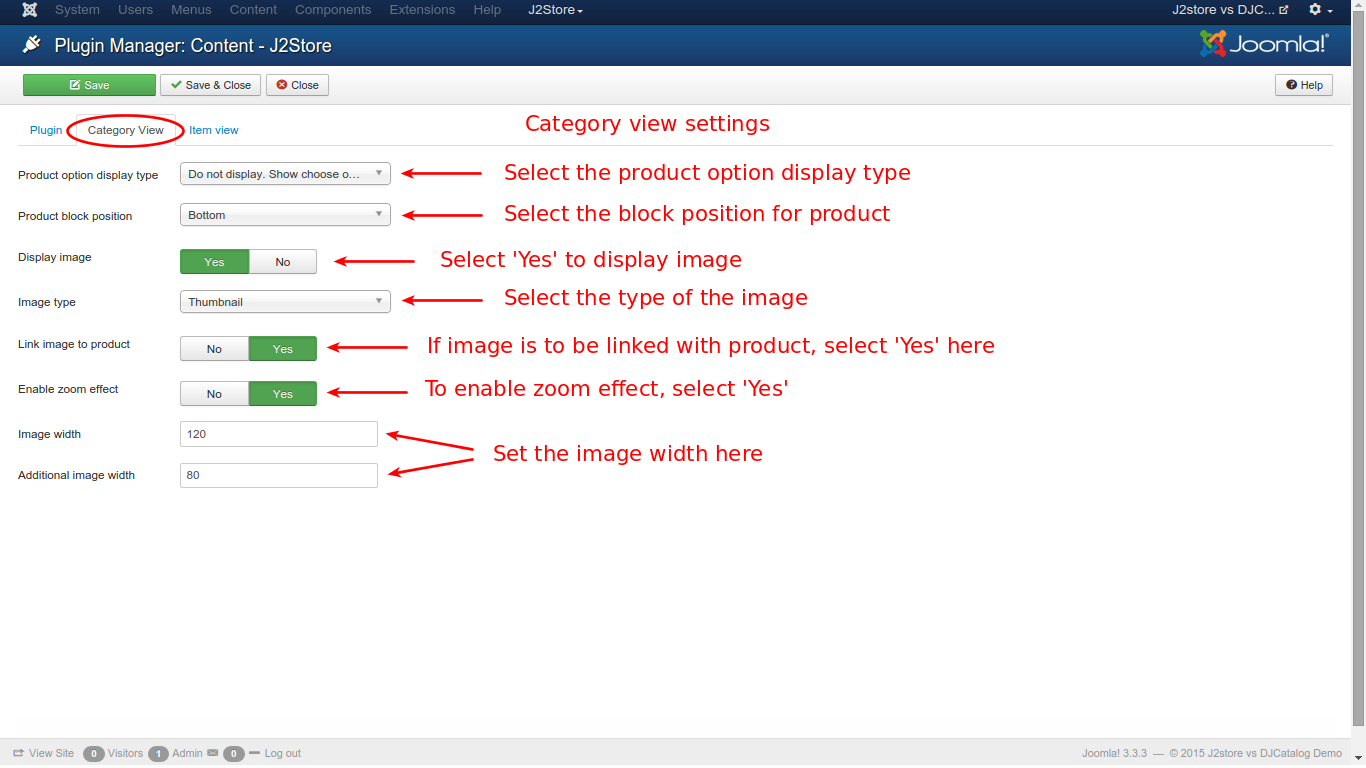 System Users Menus Content Components Extensions Help J2Store J2store vs DJC...
Plugin Manager: Content - J2Store Joomla!®
Save Save & Close Close Help
Plugin Category View Item view Category view settings
Product option display type Do not display. Show choose o... Select the product option display type
Product block position Bottom Select the block position for product
Display image Yes No Select 'Yes' to display image
Image type Thumbnail Select the type of the image
Link image to product No Yes If image is to be linked with product, select 'Yes' here
Enable zoom effect No Yes To enable zoom effect, select 'Yes'
Image width 120
Set the image width here
Additional image width 80
View Site 0 Visitors 1 Admin 0 Log out Joomla! 3.3.3 — © 2015 J2store vs DJCatalog Demo